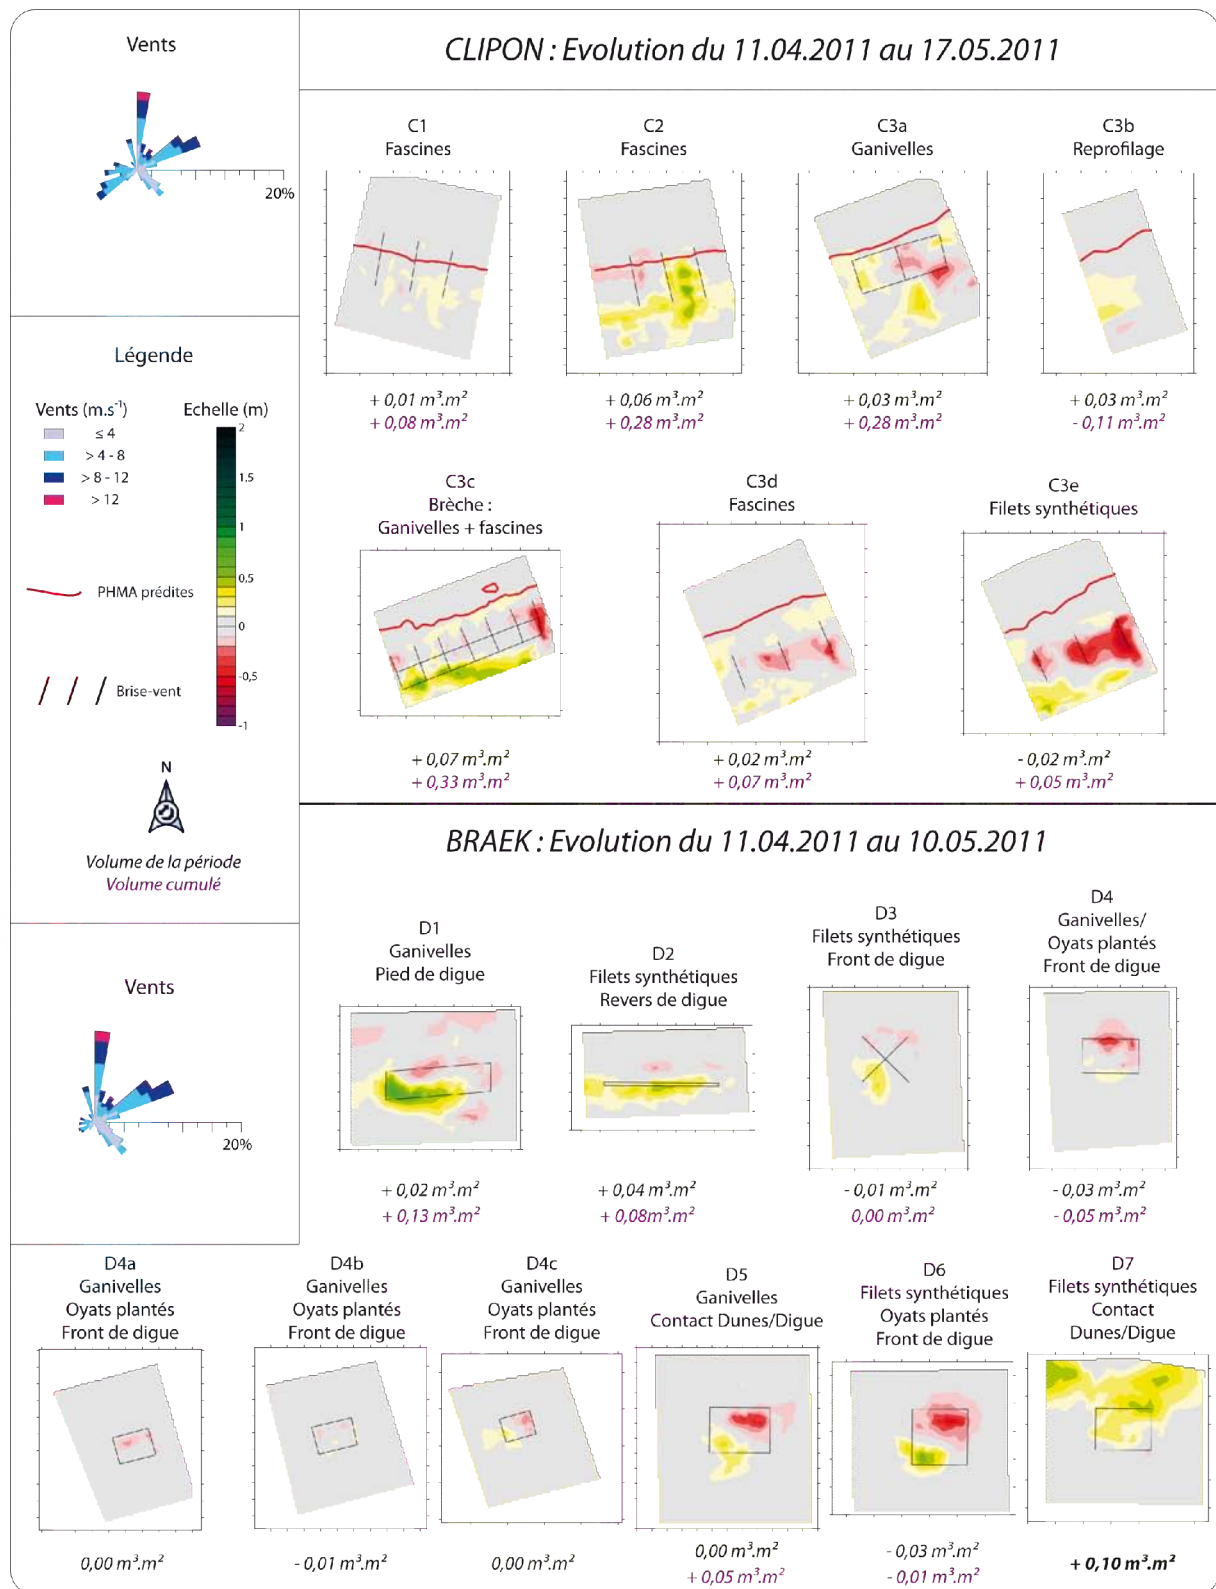 Vents
20%
Légende
Vents (m.s⁻¹)
≤ 4
> 4 - 8
> 8 - 12
> 12
Echelle (m)
2
1,5
1
0,5
0
-0,5
-1
PHMA prédites
Brise-vent
N
Volume de la période
Volume cumulé
CLIPON : Evolution du 11.04.2011 au 17.05.2011
C1
Fascines
+ 0,01 m³.m²
+ 0,08 m³.m²
C2
Fascines
+ 0,06 m³.m²
+ 0,28 m³.m²
C3a
Ganivelles
+ 0,03 m³.m²
+ 0,28 m³.m²
C3b
Reprofilage
+ 0,03 m³.m²
- 0,11 m³.m²
C3c
Brèche :
Ganivelles + fascines
+ 0,07 m³.m²
+ 0,33 m³.m²
C3d
Fascines
+ 0,02 m³.m²
+ 0,07 m³.m²
C3e
Filets synthétiques
- 0,02 m³.m²
+ 0,05 m³.m²
BRAEK : Evolution du 11.04.2011 au 10.05.2011
Vents
20%
D1
Ganivelles
Pied de digue
+ 0,02 m³.m²
+ 0,13 m³.m²
D2
Filets synthétiques
Revers de digue
+ 0,04 m³.m²
+ 0,08m³.m²
D3
Filets synthétiques
Front de digue
- 0,01 m³.m²
0,00 m³.m²
D4
Ganivelles/
Oyats plantés
Front de digue
- 0,03 m³.m²
- 0,05 m³.m²
D4a
Ganivelles
Oyats plantés
Front de digue
0,00 m³.m²
D4b
Ganivelles
Oyats plantés
Front de digue
- 0,01 m³.m²
D4c
Ganivelles
Oyats plantés
Front de digue
0,00 m³.m²
D5
Ganivelles
Contact Dunes/Digue
0,00 m³.m²
+ 0,05 m³.m²
D6
Filets synthétiques
Oyats plantés
Front de digue
- 0,03 m³.m²
- 0,01 m³.m²
D7
Filets synthétiques
Contact
Dunes/Digue
+ 0,10 m³.m²